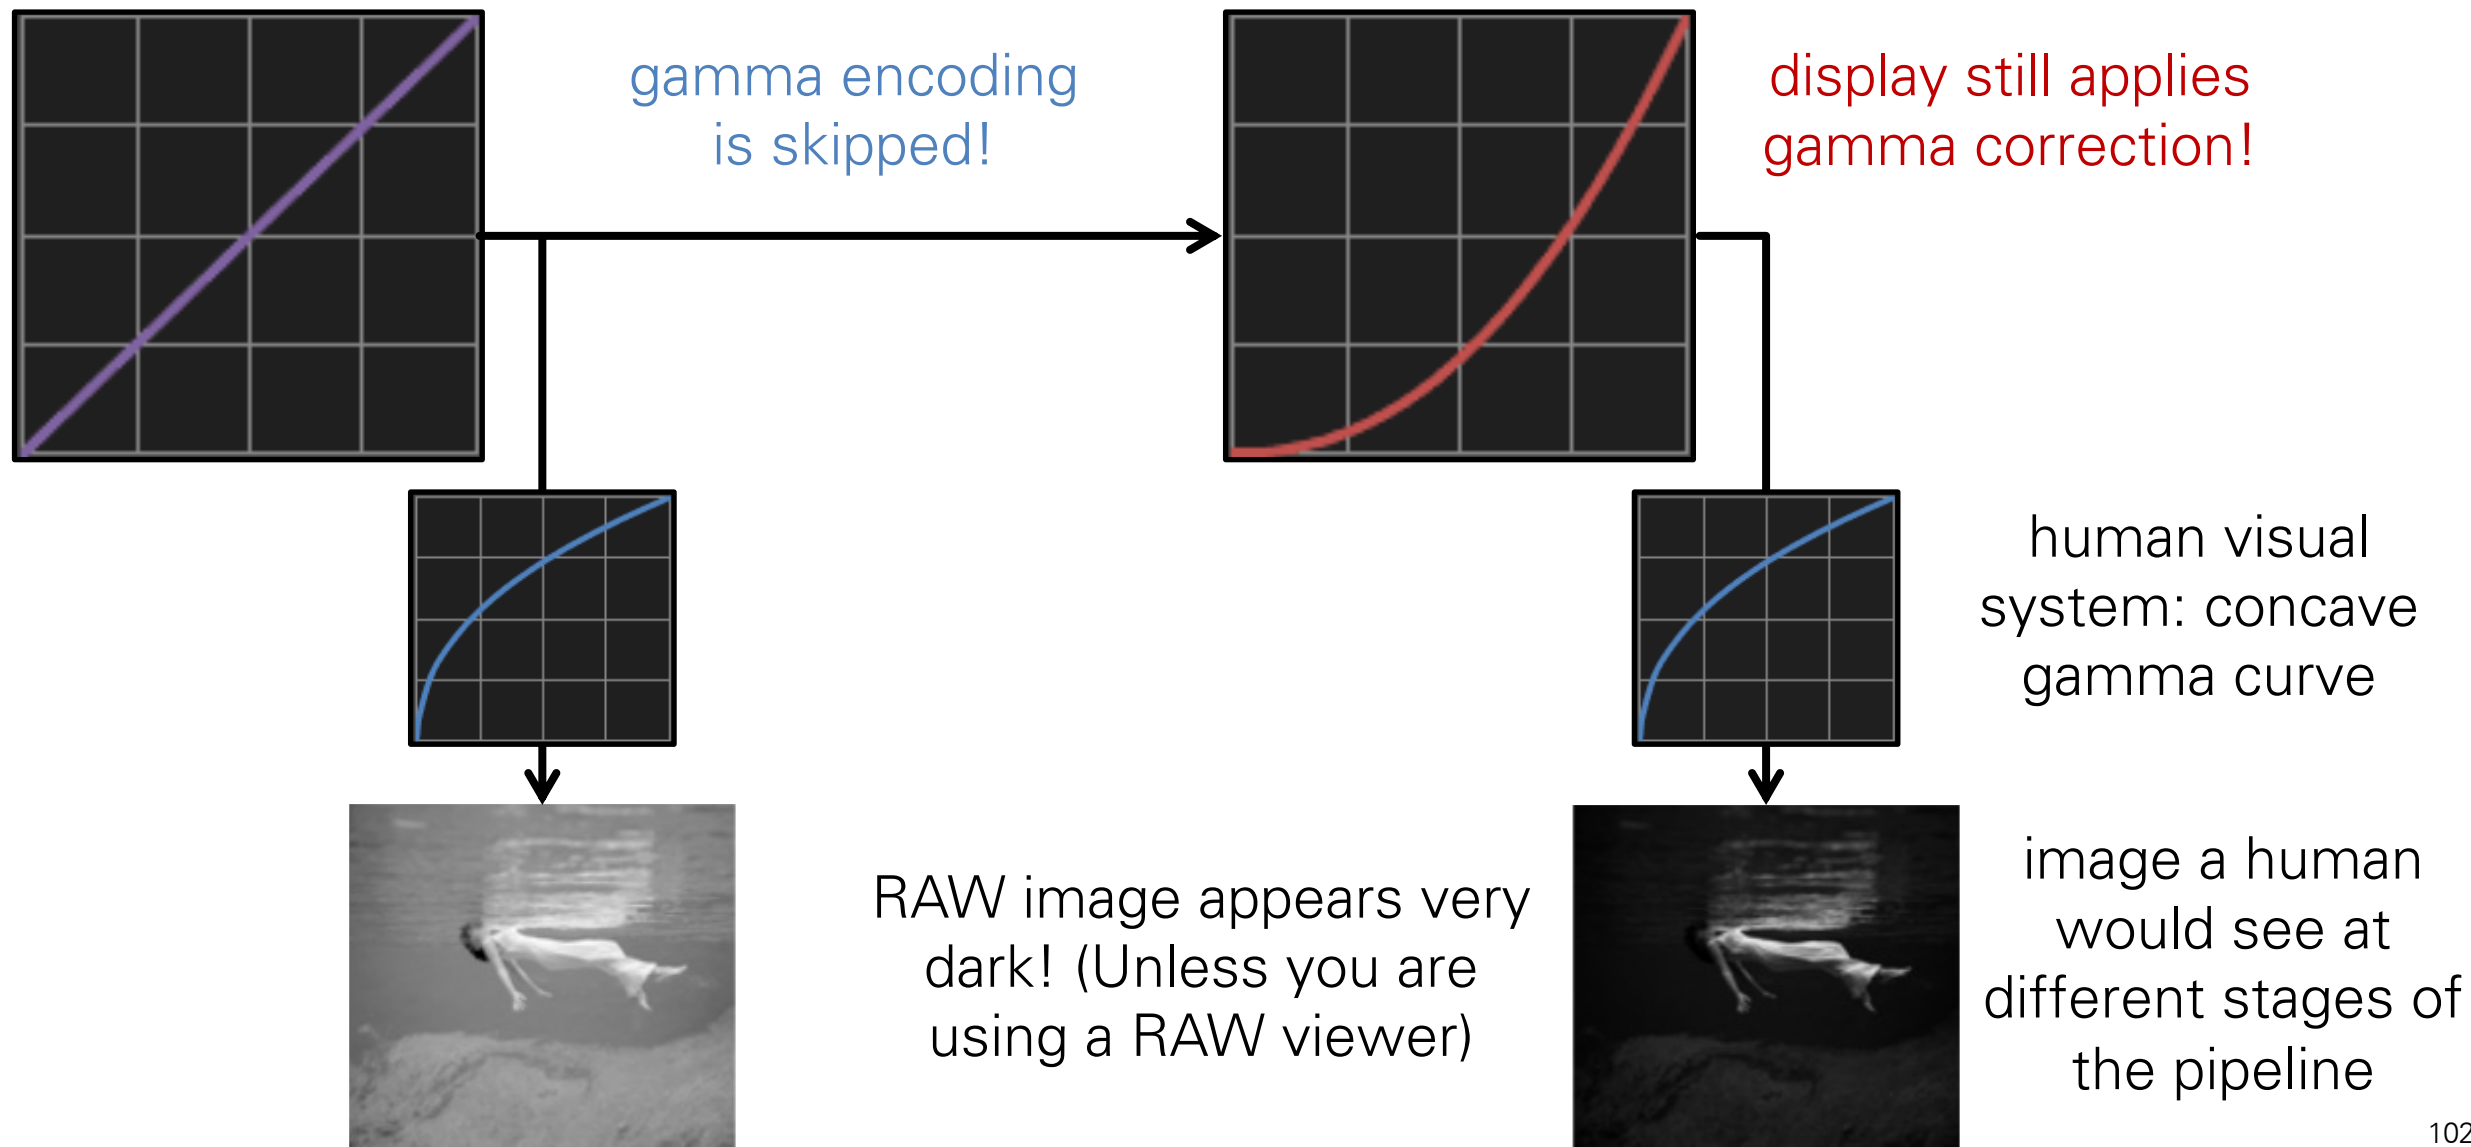 gamma encoding
is skipped!
display still applies
gamma correction!
human visual
system: concave
gamma curve
RAW image appears very
dark! (Unless you are
using a RAW viewer)
image a human
would see at
different stages of
the pipeline
102